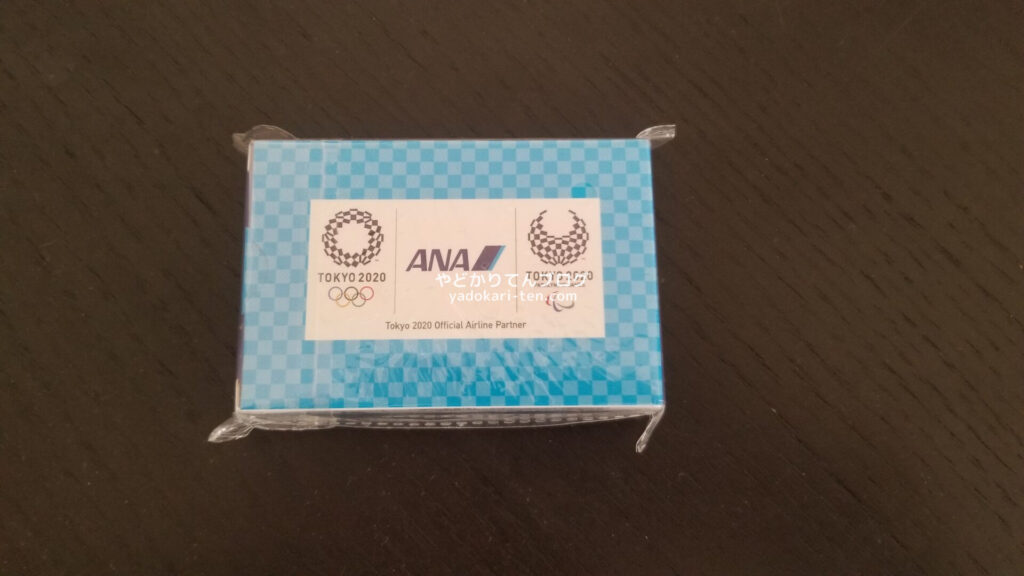 TOKYO 2020
ANA
TOKYO 2020
やどかりてんブログ
yadokari-ten.com
Tokyo 2020 Official Airline Partner